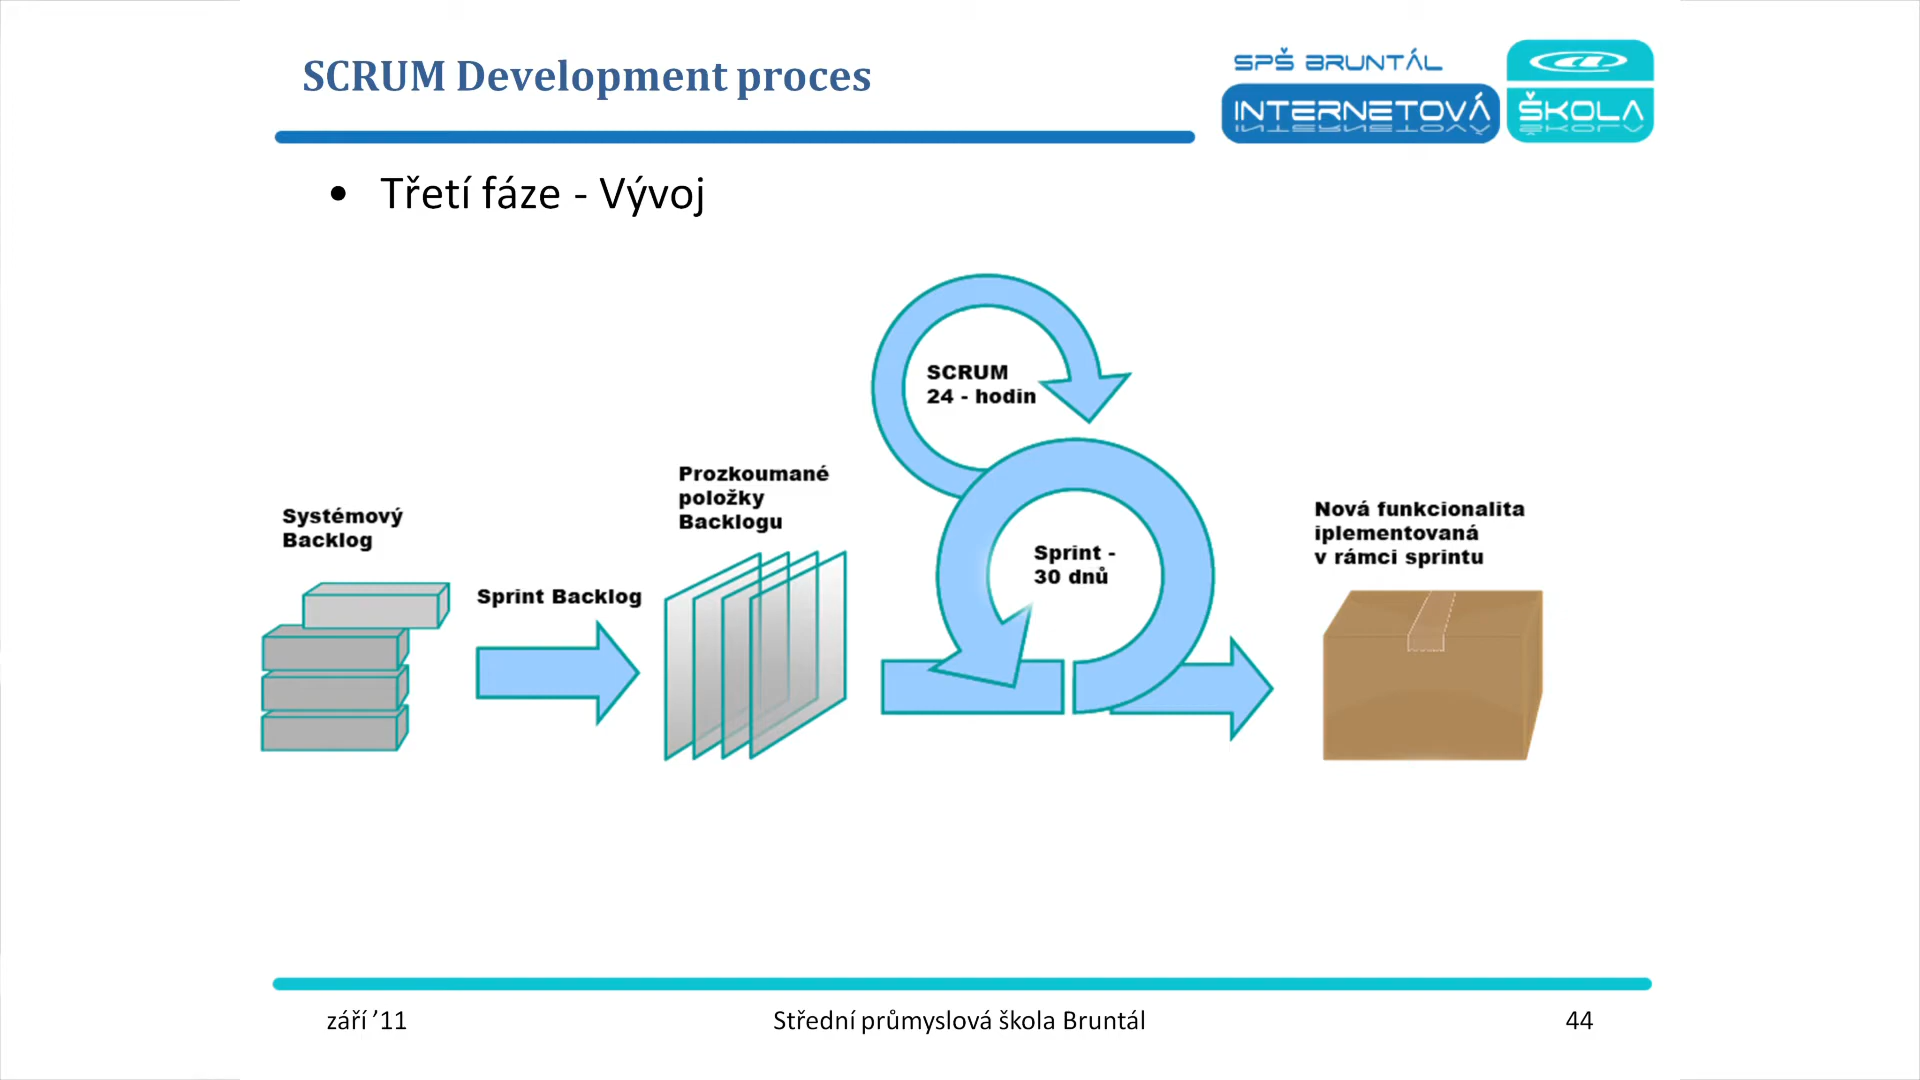 SCRUM Development proces
SPŠ BRUNTÁL
INTERNETOVÁ
ŠKOLA
• Třetí fáze - Vývoj
SCRUM
24 - hodin
Prozkoumané
položky
Backlogu
Systémový
Backlog
Sprint Backlog
Sprint -
30 dnů
Nová funkcionalita
iplementovaná
v rámci sprintu
září ’11
Střední průmyslová škola Bruntál
44